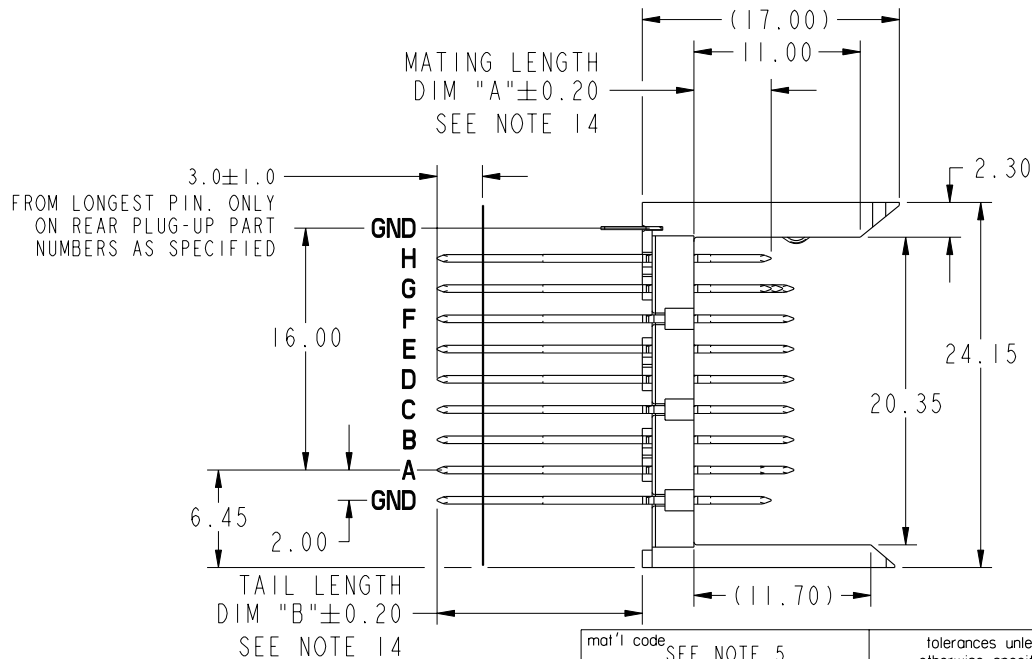 (17.00)
11.00
MATING LENGTH
DIM "A"±0.20
SEE NOTE 14
2.30
3.0±1.0
FROM LONGEST PIN. ONLY
ON REAR PLUG-UP PART
NUMBERS AS SPECIFIED
GND
H
G
F
E
D
C
B
A
GND
16.00
24.15
20.35
6.45
2.00
TAIL LENGTH
DIM "B"±0.20
SEE NOTE 14
(11.70)
mat'l code SEE NOTE 5
tolerances unle
otherwise specif